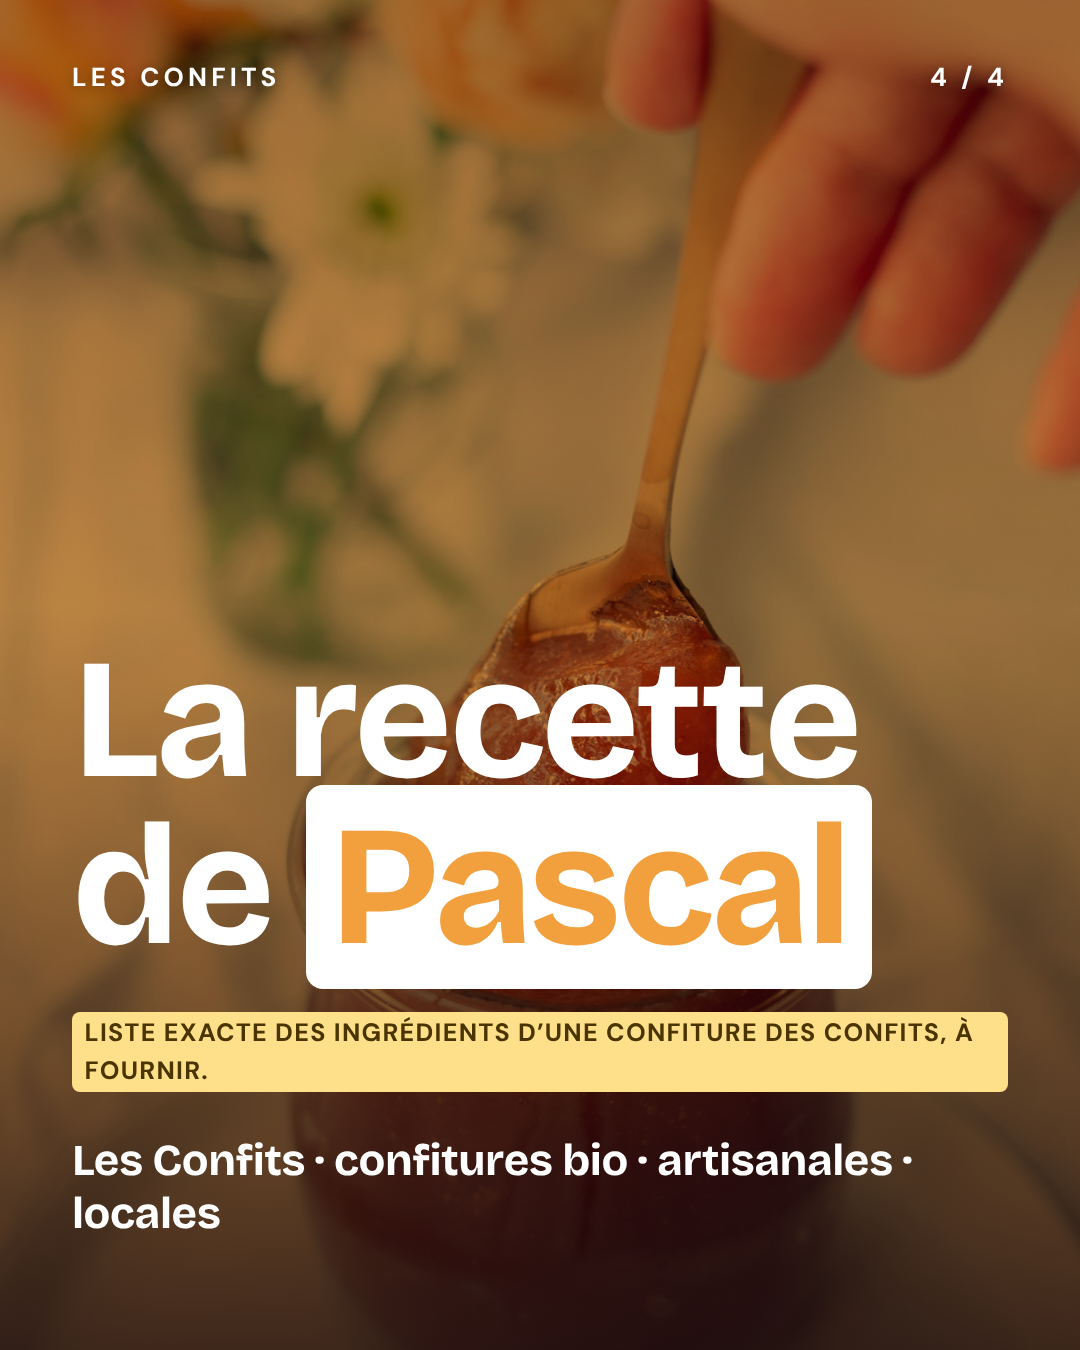 LES CONFITS
4 / 4
La recette
de Pascal
LISTE EXACTE DES INGRÉDIENTS D’UNE CONFITURE DES CONFITS, À
FOURNIR.
Les Confits · confitures bio · artisanales ·
locales